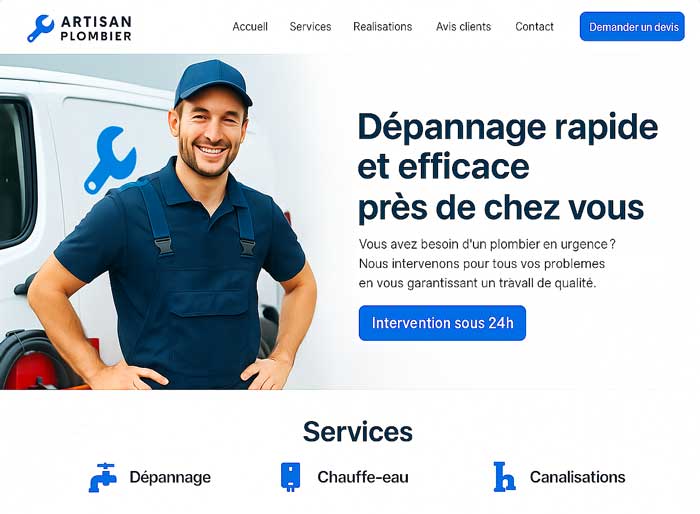 ARTISAN
PLOMBIER
Accueil Services Realisations Avis clients Contact Demander un devis
Dépannage rapide
et efficace
près de chez vous
Vous avez besoin d'un plombier en urgence ?
Nous intervenons pour tous vos problemes
en vous garantissant un travall de qualité.
Intervention sous 24h
Services
Dépannage Chauffe-eau Canalisations